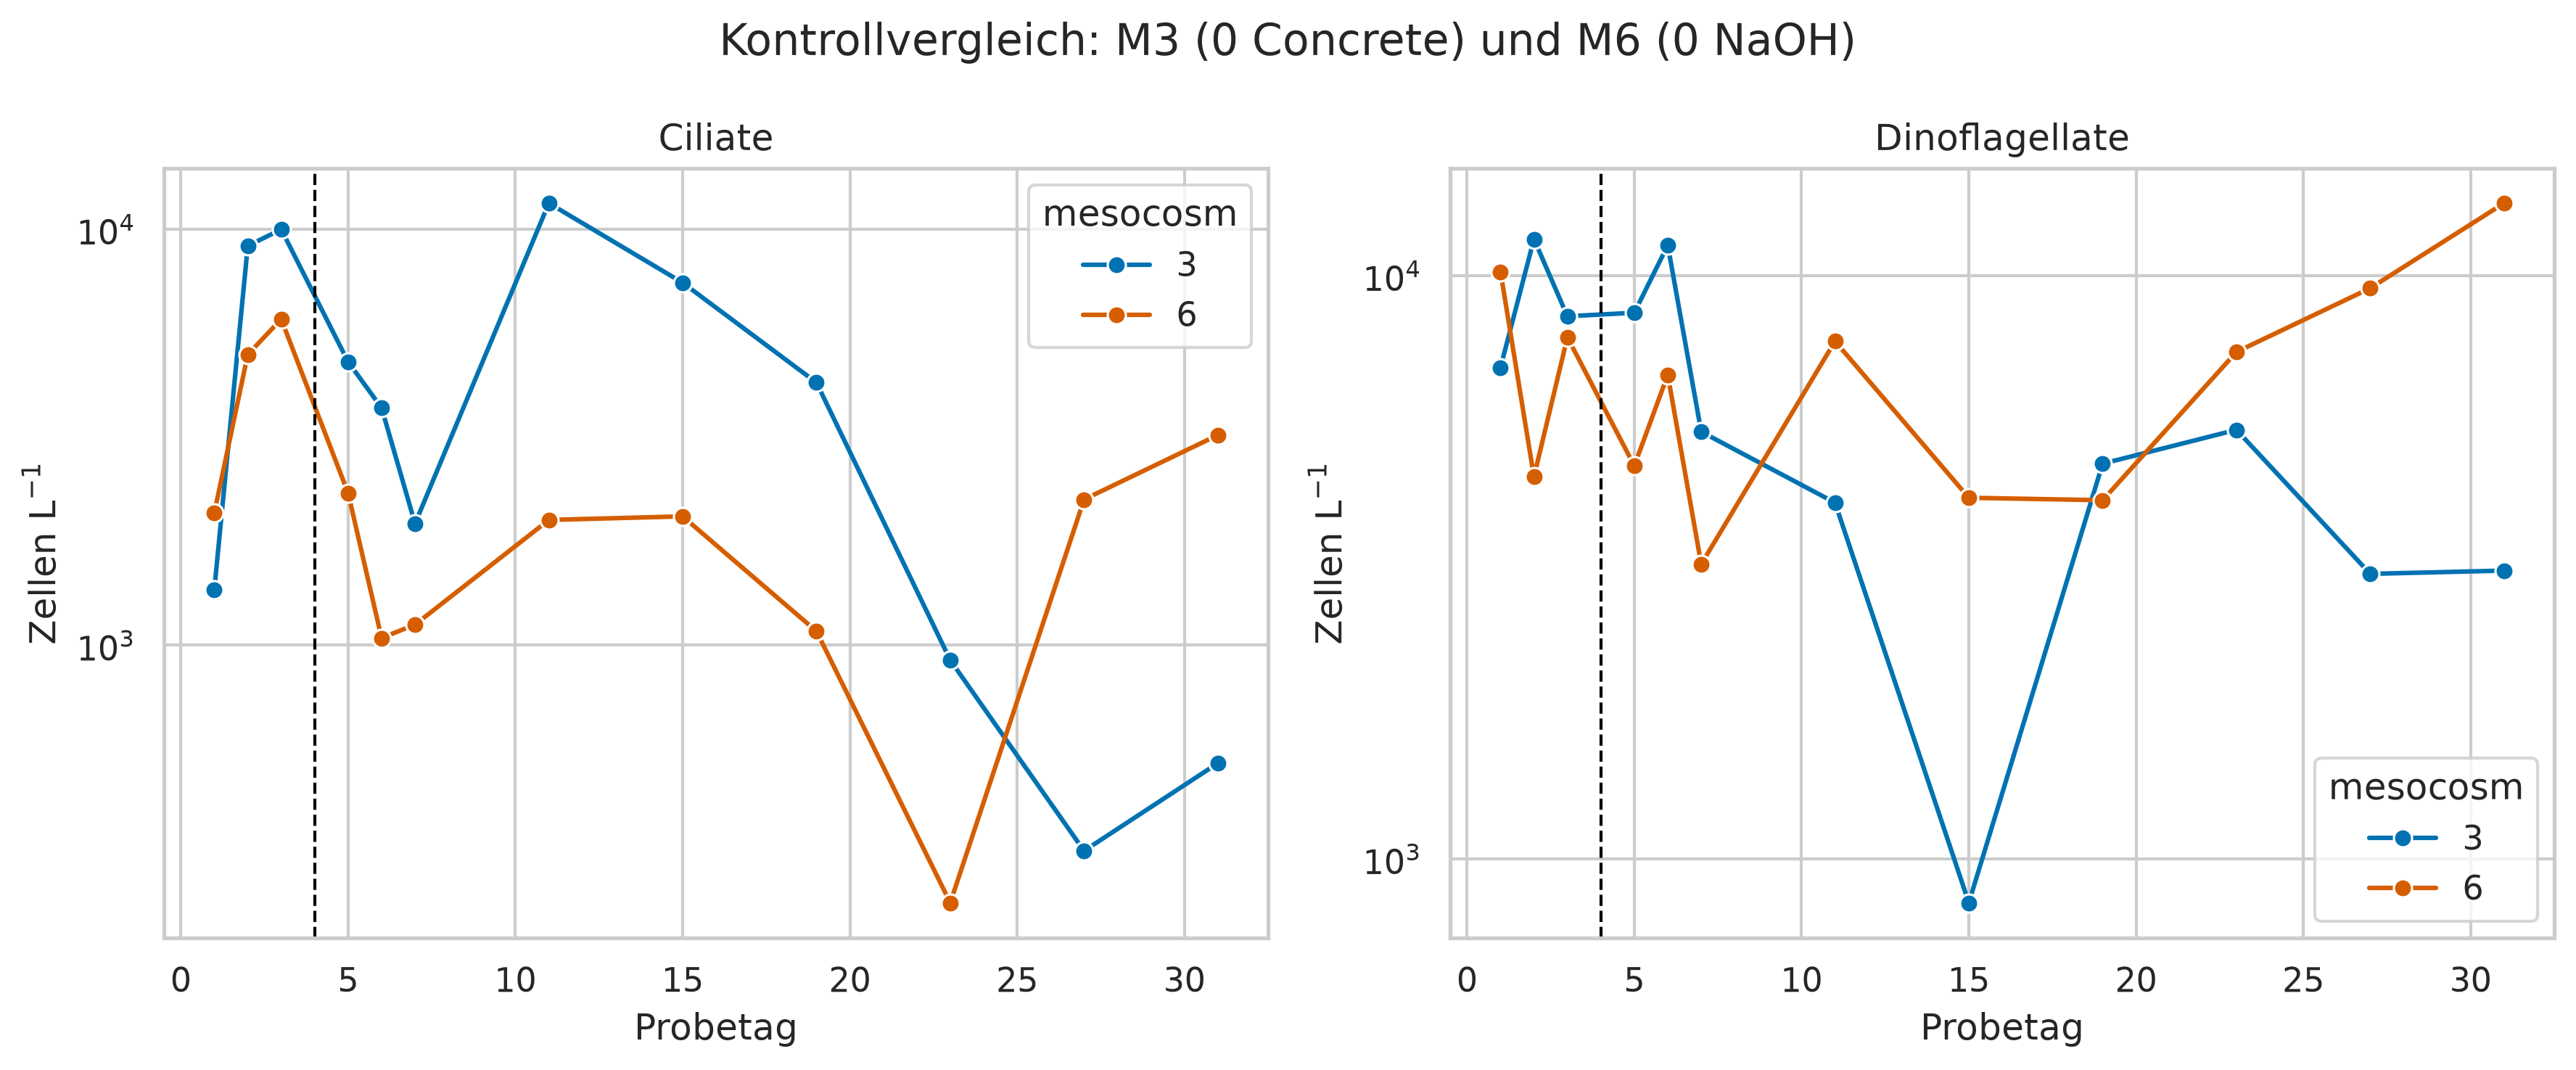 Kontrollvergleich: M3 (0 Concrete) und M6 (0 NaOH)
Ciliate
Zellen L⁻¹
10⁴
10³
mesocosm
3
6
0 5 10 15 20 25 30
Probetag
Dinoflagellate
Zellen L⁻¹
10⁴
10³
mesocosm
3
6
0 5 10 15 20 25 30
Probetag